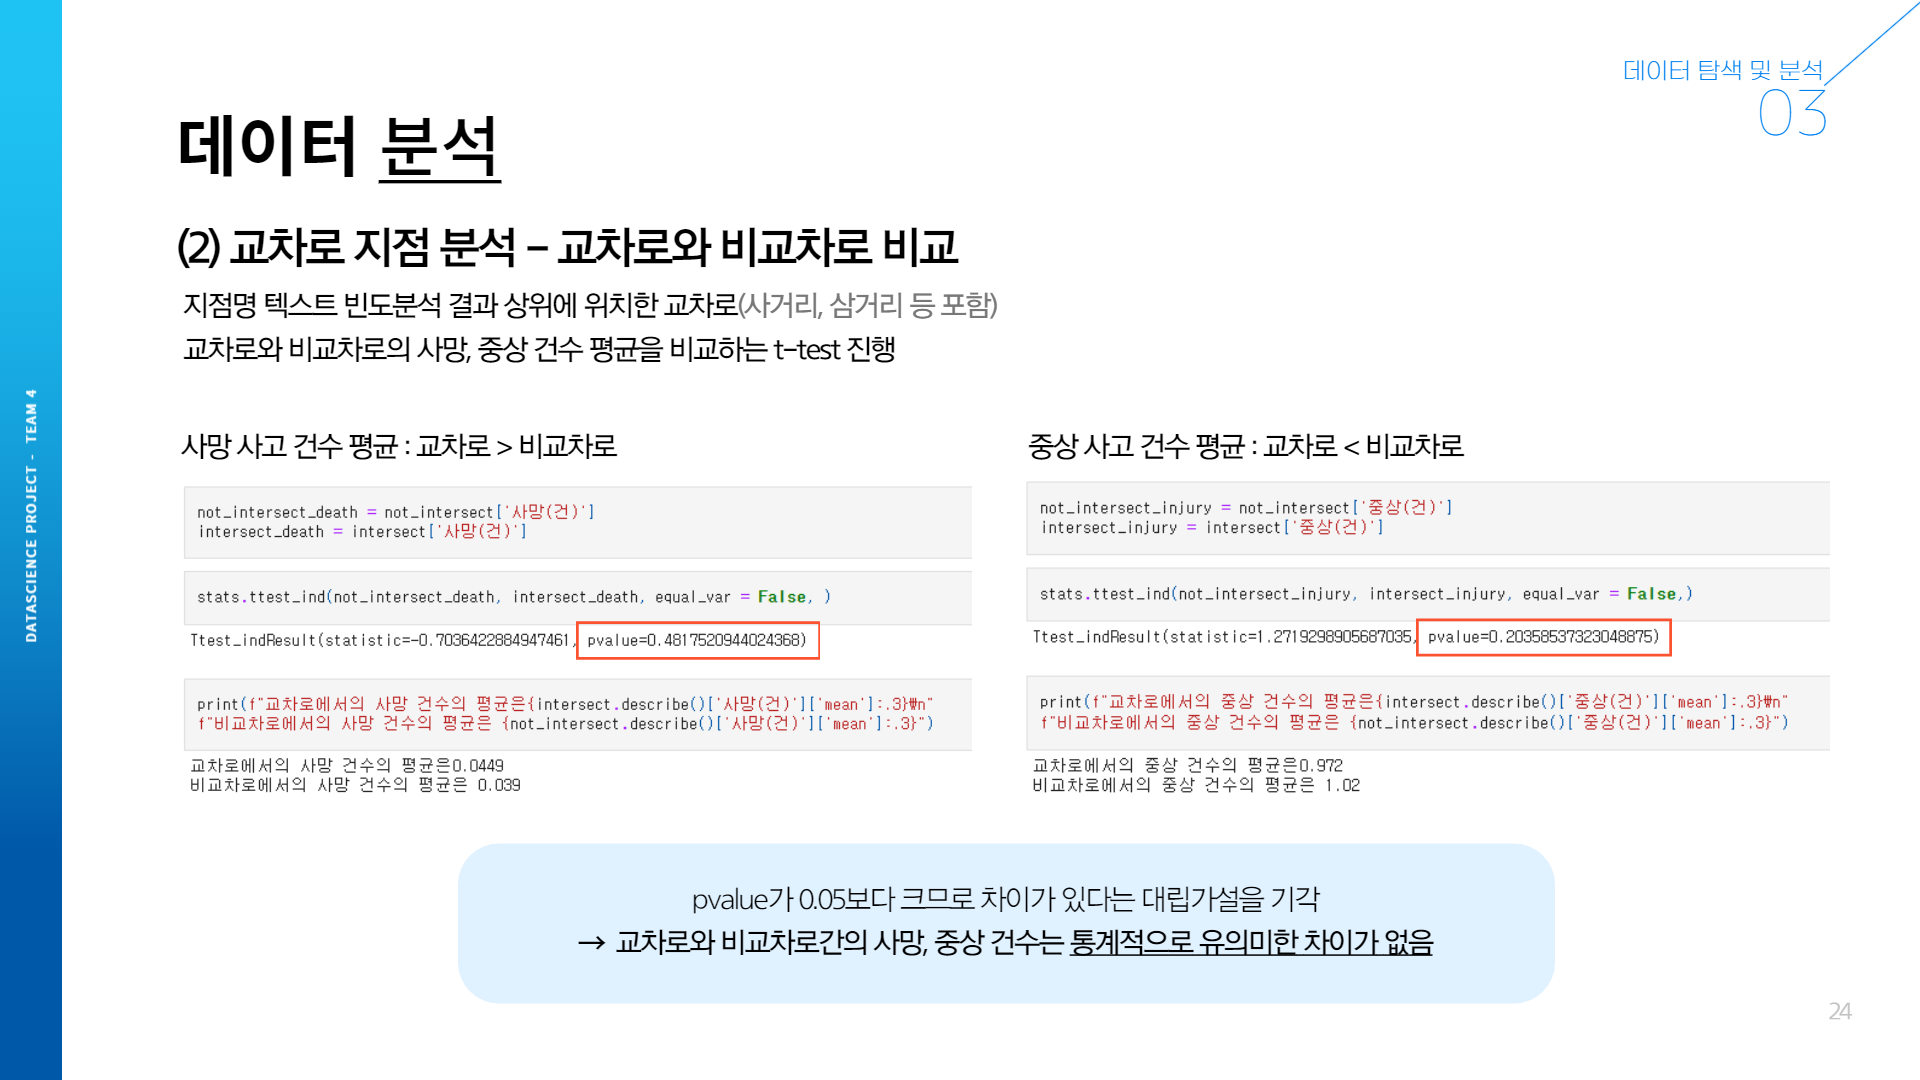 데이터 탐색 및 분석
03
데이터 분석
(2) 교차로 지점 분석 – 교차로와 비교차로 비교
지점명 텍스트 빈도분석 결과 상위에 위치한 교차로(사거리, 삼거리 등 포함)
교차로와 비교차로의 사망, 중상 건수 평균을 비교하는 t-test 진행
DATASCIENCE PROJECT - TEAM 4
사망 사고 건수 평균 : 교차로 > 비교차로
not_intersect_death = not_intersect['사망(건)']
intersect_death = intersect['사망(건)']
stats.ttest_ind(not_intersect_death, intersect_death, equal_var = False, )
Ttest_indResult(statistic=-0.7036422884947461, pvalue=0.4817520944024368)
print(f"교차로에서의 사망 건수의 평균은{intersect.describe()['사망(건)']['mean']:.3}₩n"
f"비교차로에서의 사망 건수의 평균은 {not_intersect.describe()['사망(건)']['mean']:.3}")
교차로에서의 사망 건수의 평균은0.0449
비교차로에서의 사망 건수의 평균은 0.039
중상 사고 건수 평균 : 교차로 < 비교차로
not_intersect_injury = not_intersect['중상(건)']
intersect_injury = intersect['중상(건)']
stats.ttest_ind(not_intersect_injury, intersect_injury, equal_var = False,)
Ttest_indResult(statistic=1.2719298905687035, pvalue=0.20358537323048875)
print(f"교차로에서의 중상 건수의 평균은{intersect.describe()['중상(건)']['mean']:.3}₩n"
f"비교차로에서의 중상 건수의 평균은 {not_intersect.describe()['중상(건)']['mean']:.3}")
교차로에서의 중상 건수의 평균은0.972
비교차로에서의 중상 건수의 평균은 1.02
pvalue가 0.05보다 크므로 차이가 있다는 대립가설을 기각
→ 교차로와 비교차로간의 사망, 중상 건수는 통계적으로 유의미한 차이가 없음
24